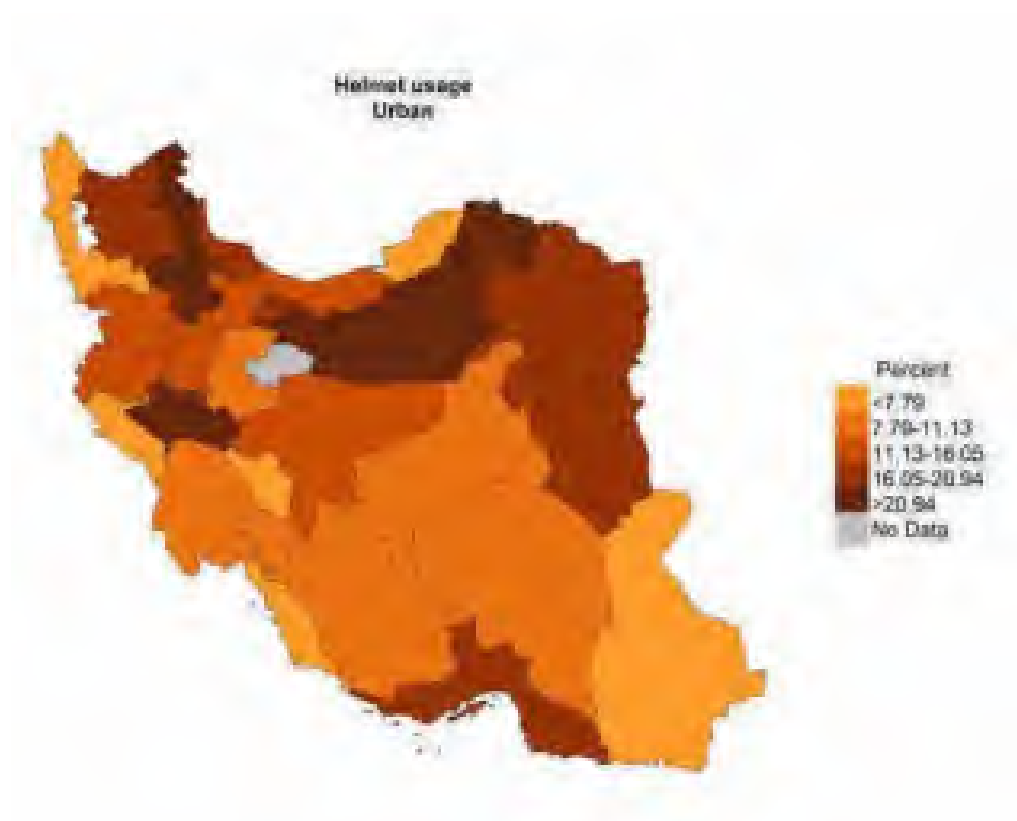 Helmet usage
Urban
Percent
<7.79
7.79-11.13
11.13-16.05
16.05-20.94
>20.94
No Data